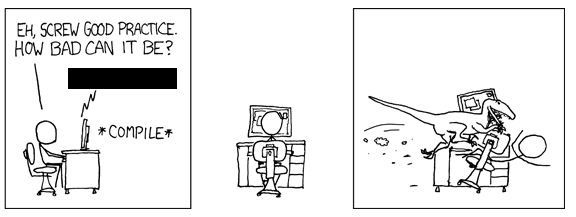 EH, SCREW GOOD PRACTICE.
HOW BAD CAN IT BE?
*COMPILE*